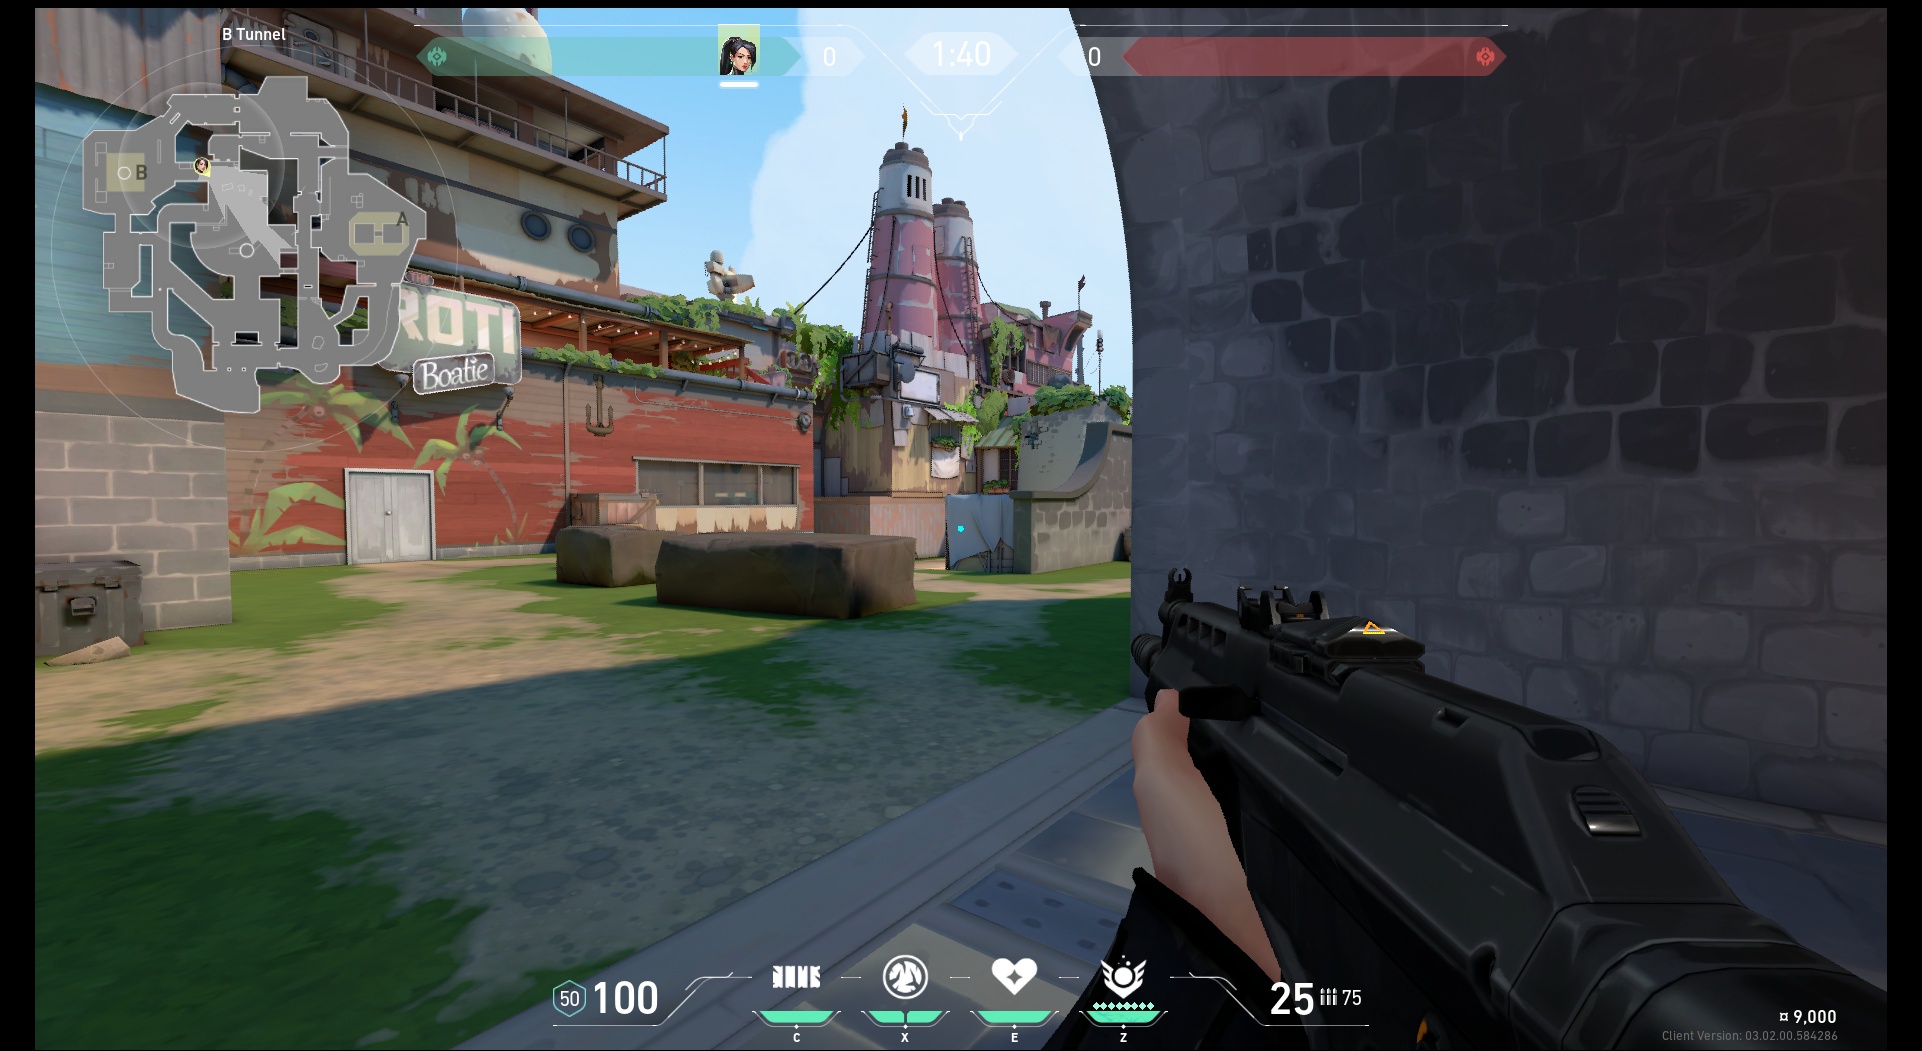 B Tunnel
0
1:40
0
B
A
ROTI
Boatie
50
100
25
75
C
X
E
Z
¤ 9,000
Client Version: 03.02.00.584286